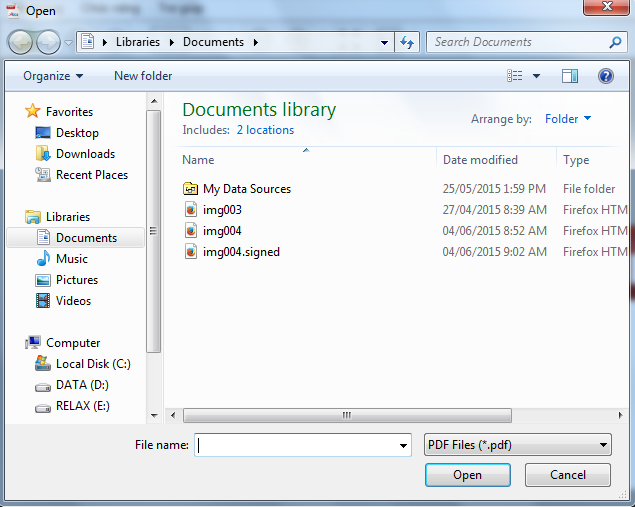 Open
Libraries Documents Search Documents
Organize New folder
Favorites
Desktop
Downloads
Recent Places
Libraries
Documents
Music
Pictures
Videos
Computer
Local Disk (C:)
DATA (D:)
RELAX (E:)
Documents library
Includes: 2 locations
Arrange by: Folder
Name Date modified Type
My Data Sources 25/05/2015 1:59 PM File folder
img003 27/04/2015 8:39 AM Firefox HTM
img004 04/06/2015 8:52 AM Firefox HTM
img004.signed 04/06/2015 9:02 AM Firefox HTM
File name: PDF Files (*.pdf)
Open Cancel